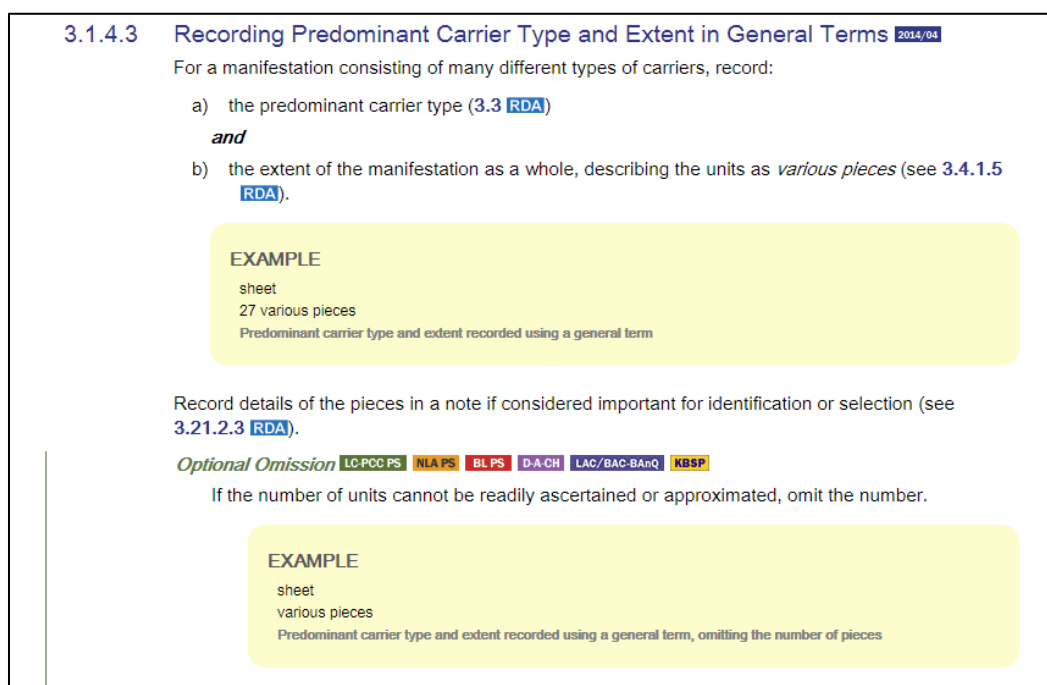 3.1.4.3 Recording Predominant Carrier Type and Extent in General Terms 2014/04
For a manifestation consisting of many different types of carriers, record:
a) the predominant carrier type (3.3 RDA)
and
b) the extent of the manifestation as a whole, describing the units as various pieces (see 3.4.1.5
RDA).
EXAMPLE
sheet
27 various pieces
Predominant carrier type and extent recorded using a general term
Record details of the pieces in a note if considered important for identification or selection (see
3.21.2.3 RDA).
Optional Omission LC-PCC PS NLA PS BL PS D-A-CH LAC/BAC-BAnQ KBSP
If the number of units cannot be readily ascertained or approximated, omit the number.
EXAMPLE
sheet
various pieces
Predominant carrier type and extent recorded using a general term, omitting the number of pieces